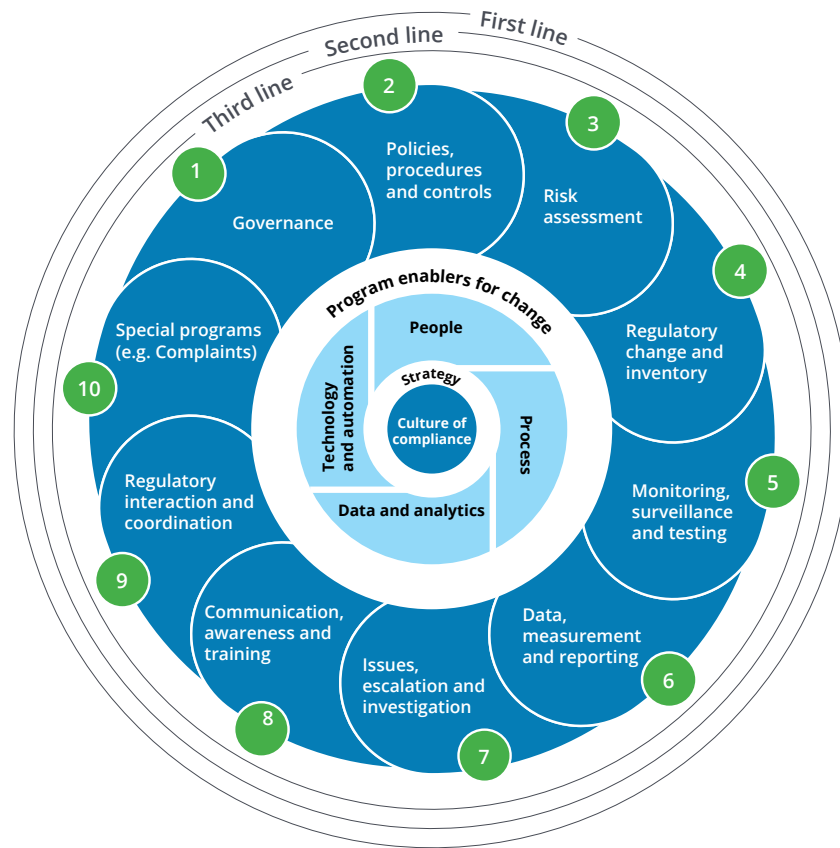 First line
Second line
Third line
1
Governance
2
Policies,
procedures
and controls
3
Risk
assessment
4
Regulatory
change and
inventory
5
Monitoring,
surveillance
and testing
6
Data,
measurement
and reporting
7
Issues,
escalation and
investigation
8
Communication,
awareness and
training
9
Regulatory
interaction and
coordination
10
Special programs
(e.g. Complaints)
Program enablers for change
People
Process
Data and analytics
Technology
and automation
Strategy
Culture of
compliance